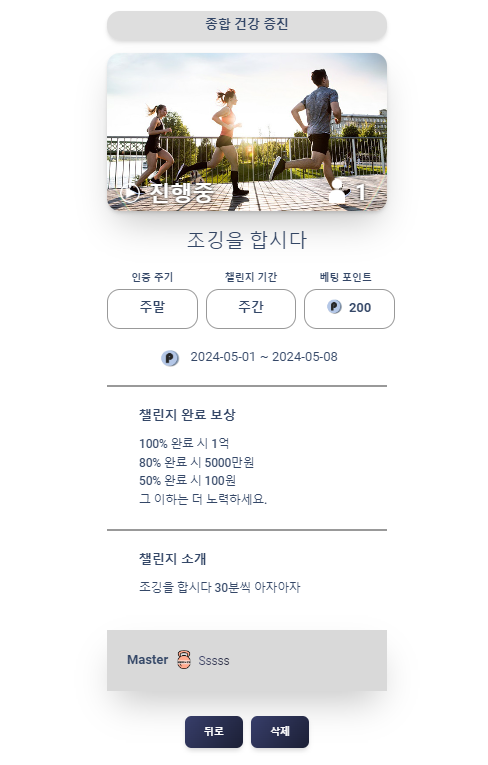 종합 건강 증진
진행중
1
조깅을 합시다
인증 주기 챌린지 기간 베팅 포인트
주말 주간 P 200
P 2024-05-01 ~ 2024-05-08
챌린지 완료 보상
100% 완료 시 1억
80% 완료 시 5000만원
50% 완료 시 100원
그 이하는 더 노력하세요.
챌린지 소개
조깅을 합시다 30분씩 아자아자
Master Sssss
뒤로 삭제